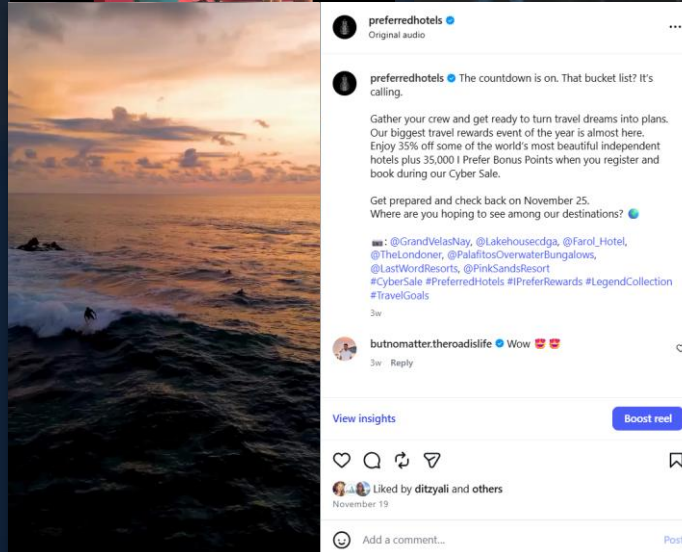 preferredhotels
Original audio
preferredhotels The countdown is on. That bucket list? It's
calling.
Gather your crew and get ready to turn travel dreams into plans.
Our biggest travel rewards event of the year is almost here.
Enjoy 35% off some of the world's most beautiful independent
hotels plus 35,000 I Prefer Bonus Points when you register and
book during our Cyber Sale.
Get prepared and check back on November 25.
Where are you hoping to see among our destinations? 🌎
📷: @GrandVelasNay, @Lakehousecdga, @Farol_Hotel,
@TheLondoner, @PalafitosOverwaterBungalows,
@LastWordResorts, @PinkSandsResort
#CyberSale #PreferredHotels #IPreferRewards #LegendCollection
#TravelGoals
3w
butnomatter.theroadislife Wow 😍 😍
3w Reply
View insights
Boost reel
Liked by ditzyali and others
November 19
Add a comment...
Post